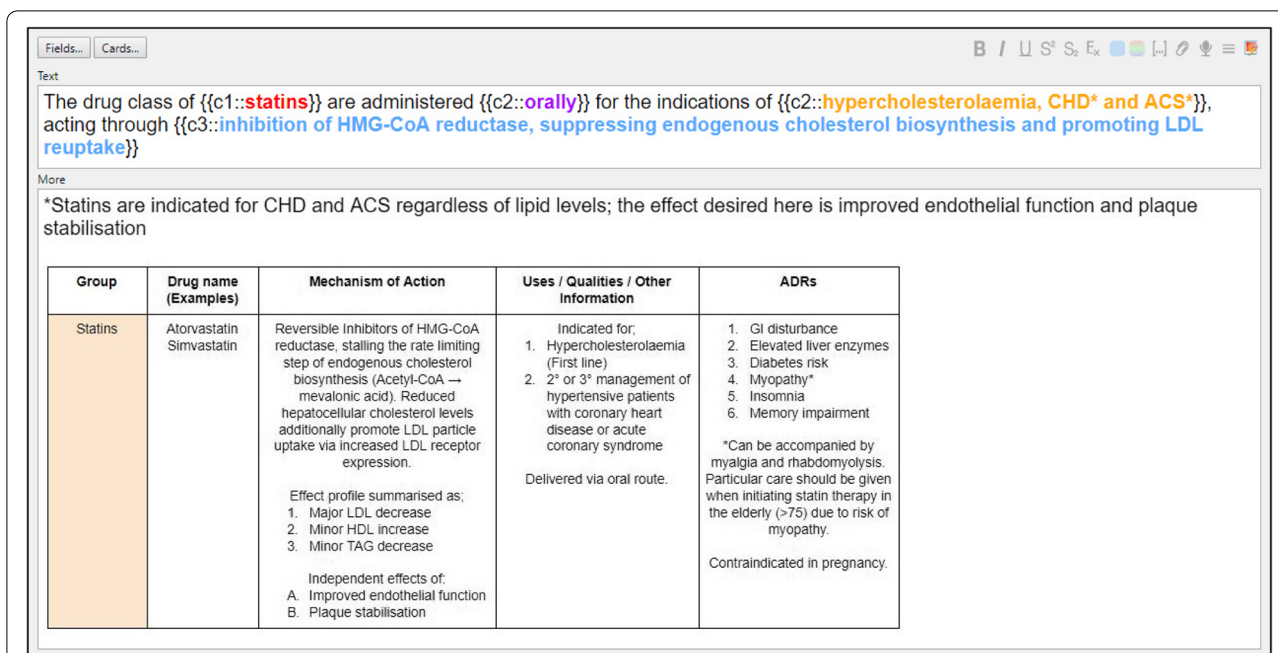 Fields... Cards...
B I U S² S₂ Eₓ [...]
Text
The drug class of {{c1::statins}} are administered {{c2::orally}} for the indications of {{c2::hypercholesterolaemia, CHD* and ACS*}},
acting through {{c3::inhibition of HMG-CoA reductase, suppressing endogenous cholesterol biosynthesis and promoting LDL
reuptake}}
More
*Statins are indicated for CHD and ACS regardless of lipid levels; the effect desired here is improved endothelial function and plaque
stabilisation
Group
Drug name
(Examples)
Mechanism of Action
Uses / Qualities / Other
Information
ADRs
Statins
Atorvastatin
Simvastatin
Reversible Inhibitors of HMG-CoA
reductase, stalling the rate limiting
step of endogenous cholesterol
biosynthesis (Acetyl-CoA →
mevalonic acid). Reduced
hepatocellular cholesterol levels
additionally promote LDL particle
uptake via increased LDL receptor
expression.
Effect profile summarised as;
1. Major LDL decrease
2. Minor HDL increase
3. Minor TAG decrease
Independent effects of:
A. Improved endothelial function
B. Plaque stabilisation
Indicated for;
1. Hypercholesterolaemia
(First line)
2. 2° or 3° management of
hypertensive patients
with coronary heart
disease or acute
coronary syndrome
Delivered via oral route.
1. GI disturbance
2. Elevated liver enzymes
3. Diabetes risk
4. Myopathy*
5. Insomnia
6. Memory impairment
*Can be accompanied by
myalgia and rhabdomyolysis.
Particular care should be given
when initiating statin therapy in
the elderly (>75) due to risk of
myopathy.
Contraindicated in pregnancy.